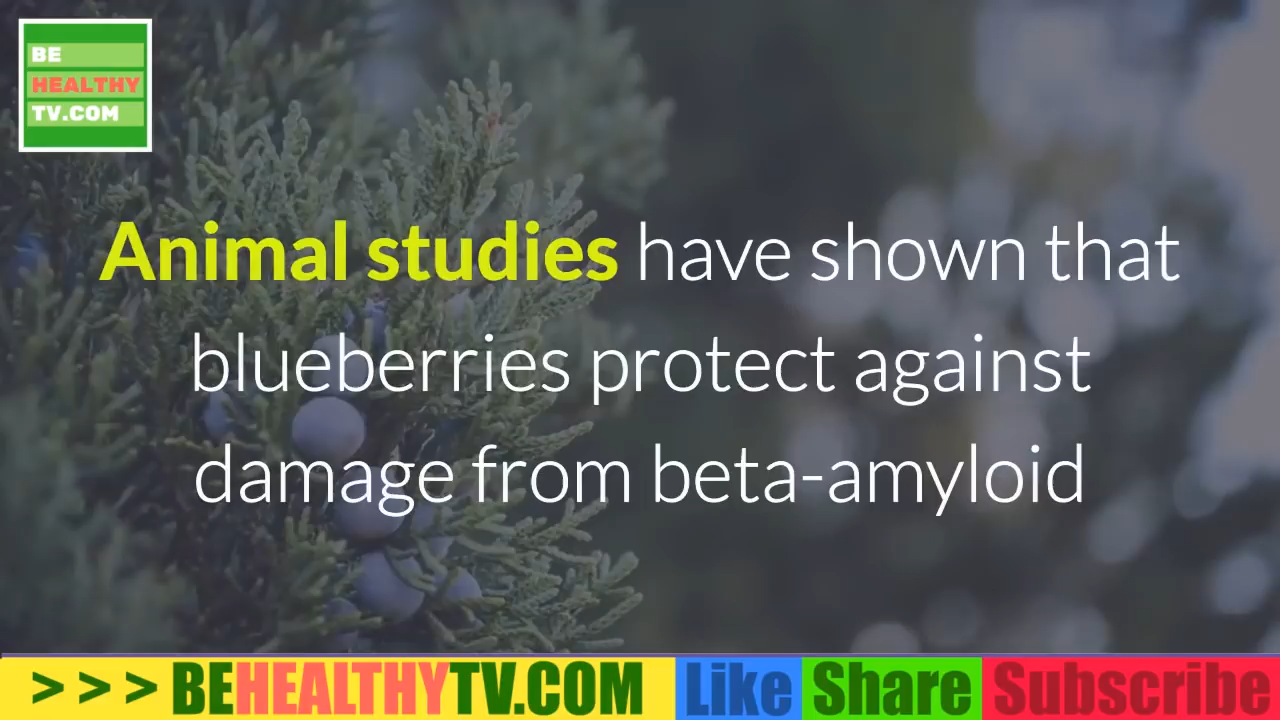 BE
HEALTHY
TV.COM
Animal studies have shown that
blueberries protect against
damage from beta-amyloid
> > > BEHEALTHYTV.COM Like Share Subscribe